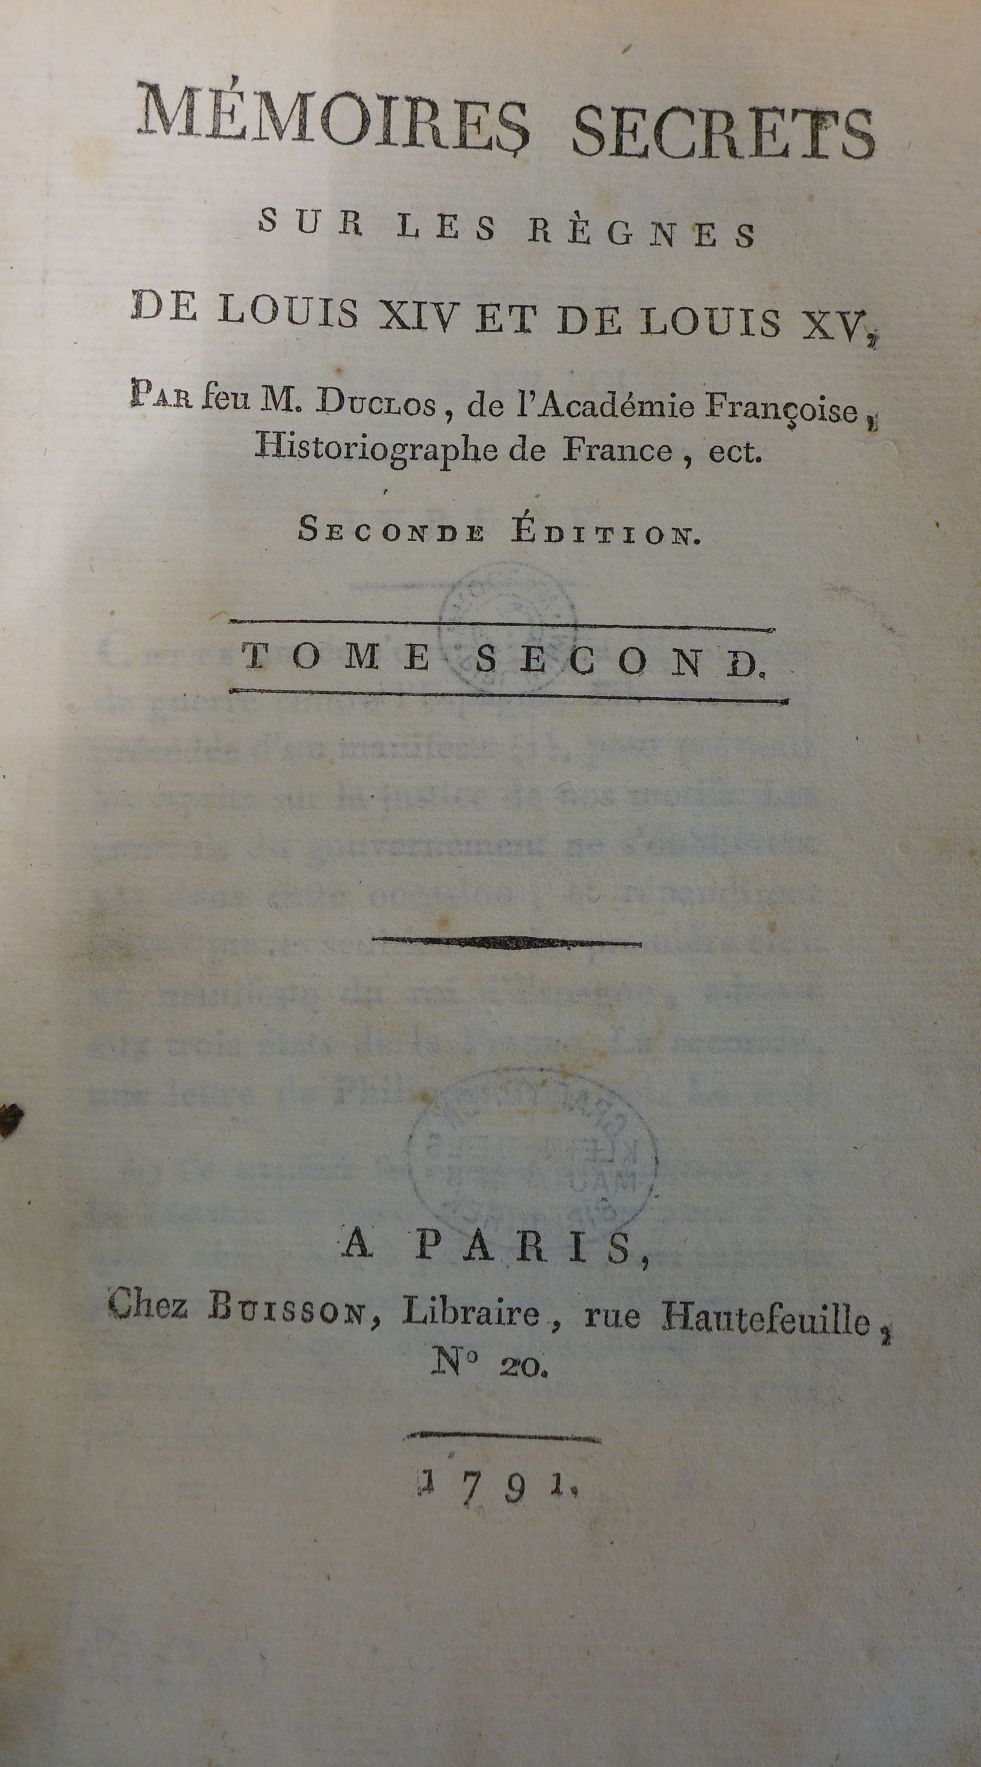 MÉMOIRES SECRETS
SUR LES RÈGNES
DE LOUIS XIV ET DE LOUIS XV,
PAR feu M. DUCLOS, de l'Académie Françoise,
Historiographe de France, ect.
SECONDE ÉDITION.
TOME SECOND.
A PARIS,
Chez BUISSON, Libraire, rue Hautefeuille,
N° 20.
1791.